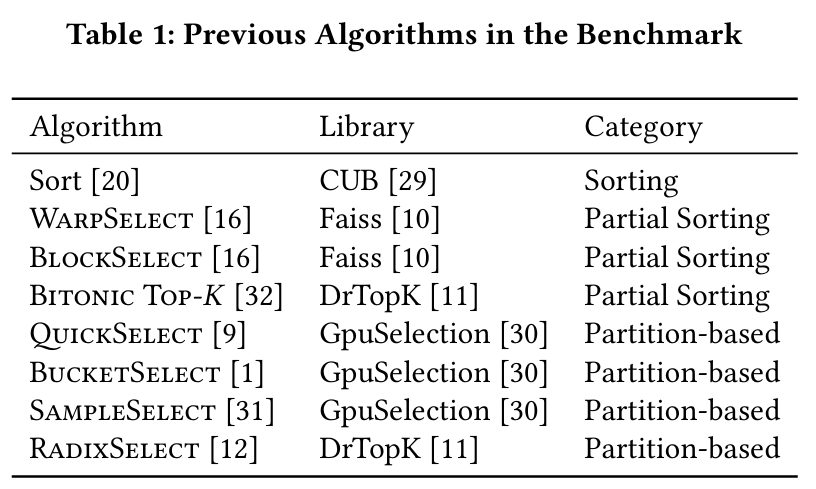 Table 1: Previous Algorithms in the Benchmark
Algorithm Library Category
Sort [20] CUB [29] Sorting
WarpSelect [16] Faiss [10] Partial Sorting
BlockSelect [16] Faiss [10] Partial Sorting
Bitonic Top-K [32] DrTopK [11] Partial Sorting
QuickSelect [9] GpuSelection [30] Partition-based
BucketSelect [1] GpuSelection [30] Partition-based
SampleSelect [31] GpuSelection [30] Partition-based
RadixSelect [12] DrTopK [11] Partition-based